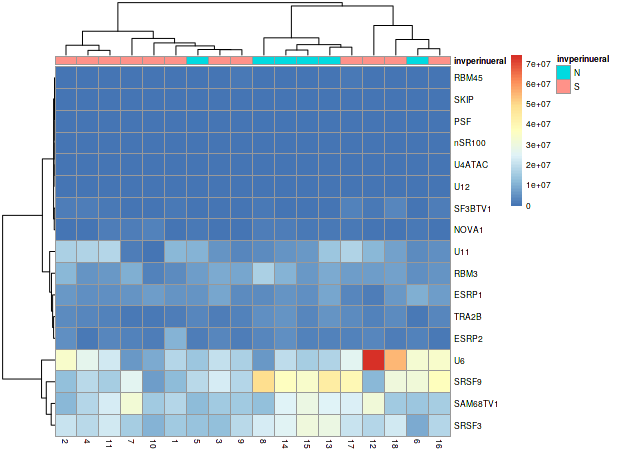 invperinueral
RBM45
SKIP
PSF
nSR100
U4ATAC
U12
SF3BTV1
NOVA1
U11
RBM3
ESRP1
TRA2B
ESRP2
U6
SRSF9
SAM68TV1
SRSF3
2 4 11 7 10 1 5 3 9 8 14 15 13 17 12 18 6 16
7e+07
6e+07
5e+07
4e+07
3e+07
2e+07
1e+07
0
invperinueral
N
S